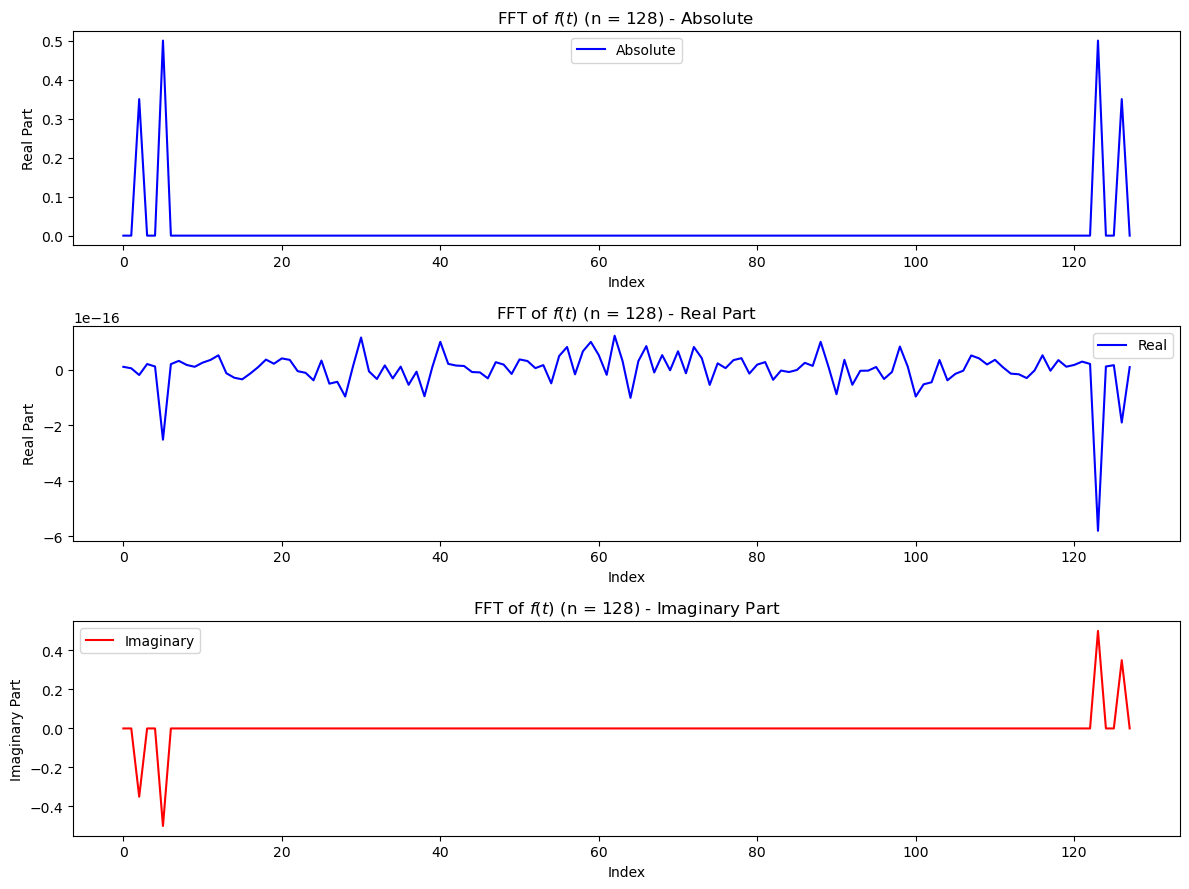 FFT of f(t) (n = 128) - Absolute
Absolute
Real Part
0.5
0.4
0.3
0.2
0.1
0.0
0 20 40 60 80 100 120
Index
FFT of f(t) (n = 128) - Real Part
1e−16
Real
Real Part
0
−2
−4
−6
0 20 40 60 80 100 120
Index
FFT of f(t) (n = 128) - Imaginary Part
Imaginary
Imaginary Part
0.4
0.2
0.0
−0.2
−0.4
0 20 40 60 80 100 120
Index